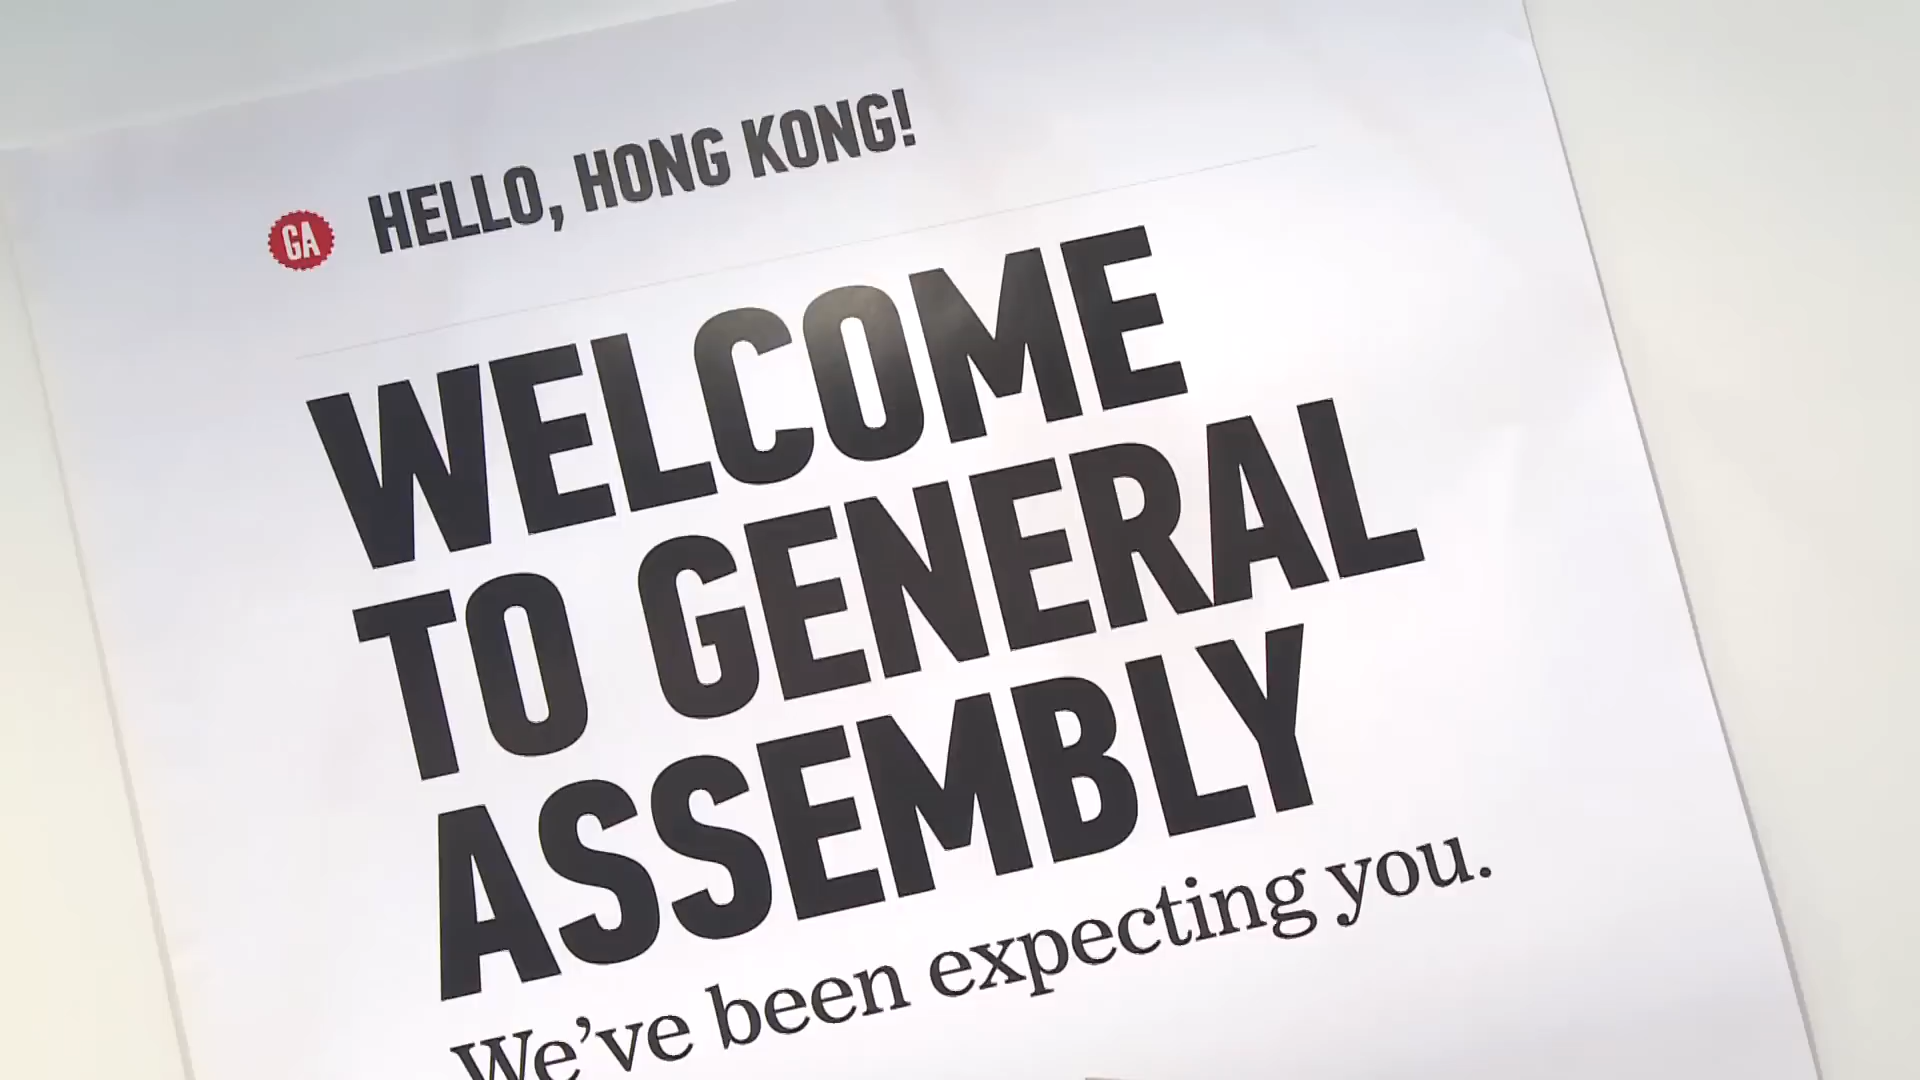 GA HELLO, HONG KONG!
WELCOME
TO GENERAL
ASSEMBLY
We’ve been expecting you.